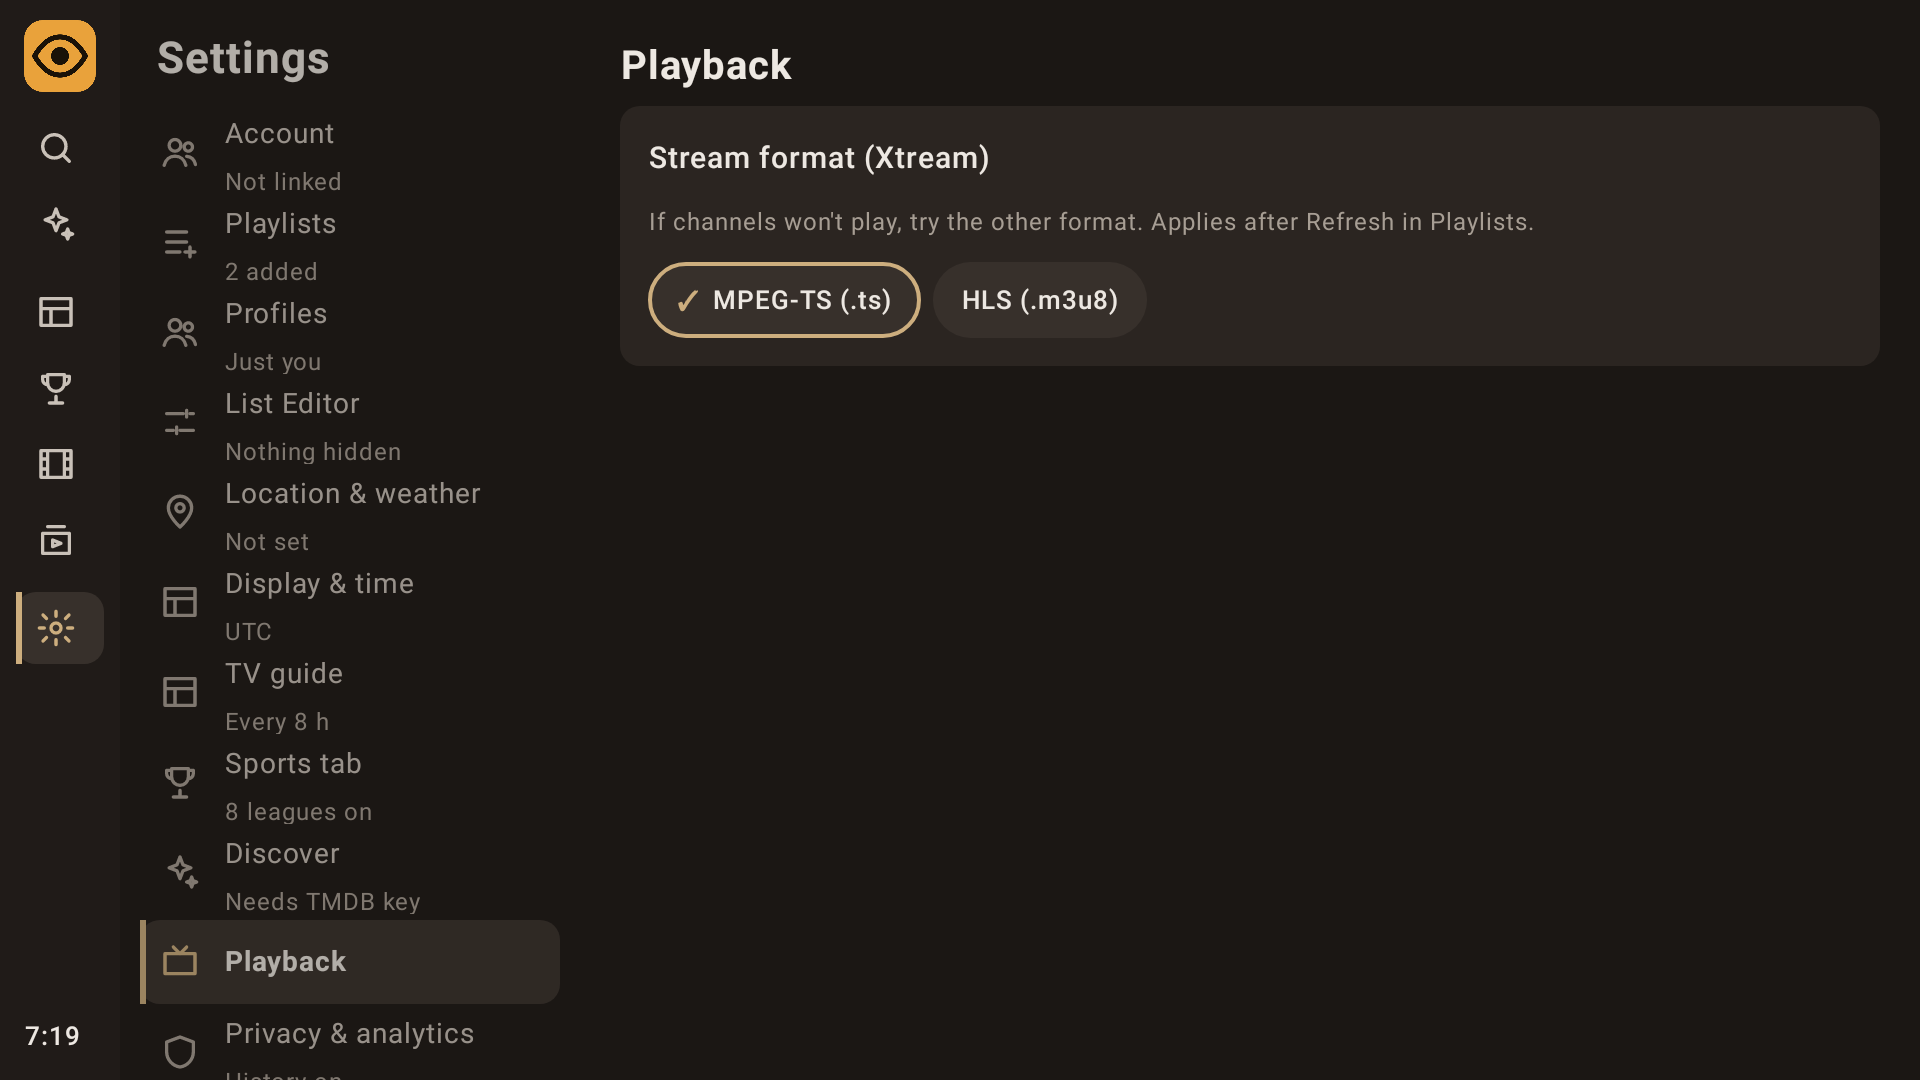 Settings
Account
Not linked
Playlists
2 added
Profiles
Just you
List Editor
Nothing hidden
Location & weather
Not set
Display & time
UTC
TV guide
Every 8 h
Sports tab
8 leagues on
Discover
Needs TMDB key
Playback
Privacy & analytics
History on
7:19
Playback
Stream format (Xtream)
If channels won't play, try the other format. Applies after Refresh in Playlists.
✓ MPEG-TS (.ts)
HLS (.m3u8)